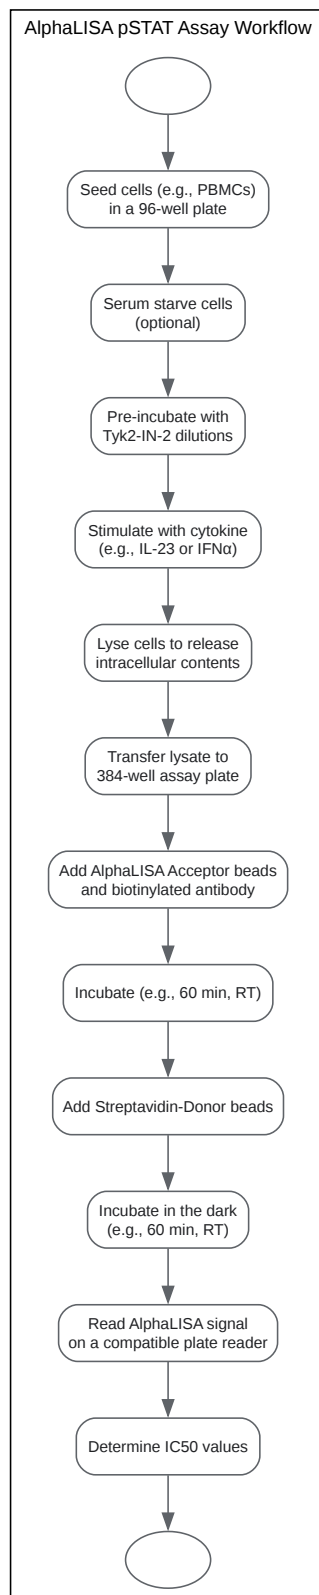 AlphaLISA pSTAT Assay Workflow
Seed cells (e.g., PBMCs)
in a 96-well plate
Serum starve cells
(optional)
Pre-incubate with
Tyk2-IN-2 dilutions
Stimulate with cytokine
(e.g., IL-23 or IFNα)
Lyse cells to release
intracellular contents
Transfer lysate to
384-well assay plate
Add AlphaLISA Acceptor beads
and biotinylated antibody
Incubate (e.g., 60 min, RT)
Add Streptavidin-Donor beads
Incubate in the dark
(e.g., 60 min, RT)
Read AlphaLISA signal
on a compatible plate reader
Determine IC50 values